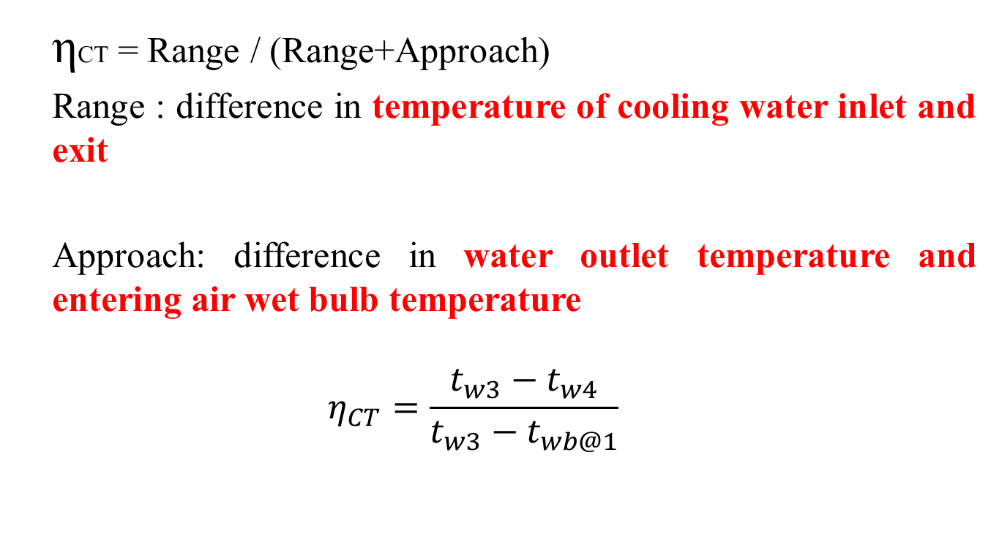 ηCT = Range / (Range+Approach)
Range : difference in temperature of cooling water inlet and
exit
Approach: difference in water outlet temperature and
entering air wet bulb temperature
η_{CT} = \frac{t_{w3} − t_{w4}}{t_{w3} − t_{wb@1}}